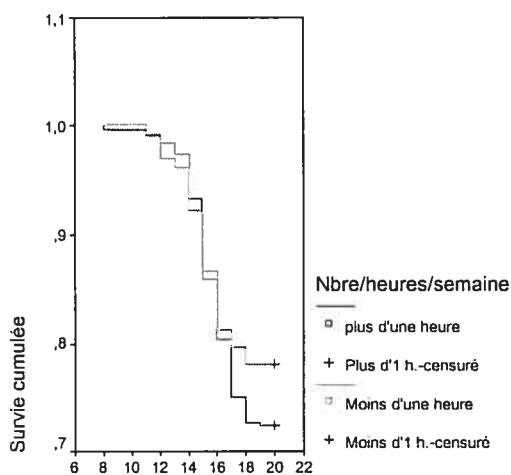 1,1
1,0
,9
,8
,7
Survie cumulée
6 8 10 12 14 16 18 20 22
Nbre/heures/semaine
plus d'une heure
Plus d'1 h.-censuré
Moins d'une heure
Moins d'1 h.-censuré